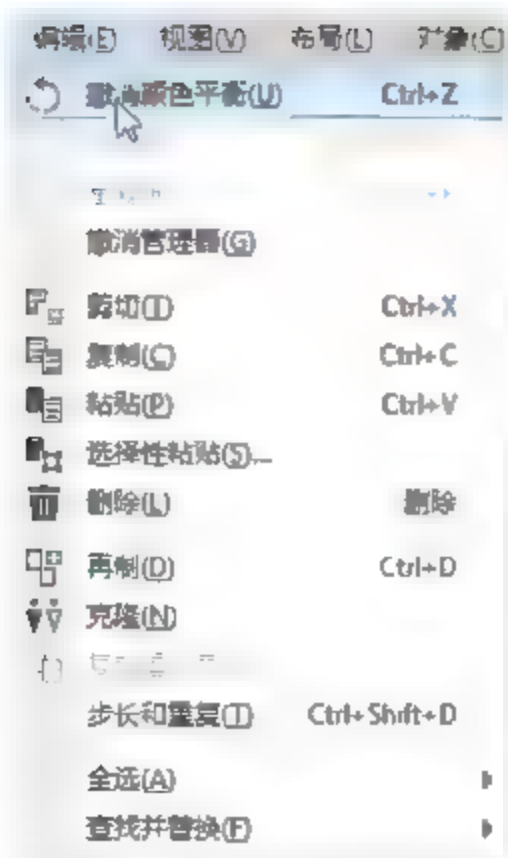 编辑(E) 视图(V) 布局(L) 对象(C)
撤消颜色平衡(U) Ctrl+Z
撤消管理器(G)
剪切(T) Ctrl+X
复制(C) Ctrl+C
粘贴(P) Ctrl+V
选择性粘贴(S)...
删除(L) 删除
再制(D) Ctrl+D
克隆(N)
步长和重复(T) Ctrl+Shift+D
全选(A)
查找并替换(F)